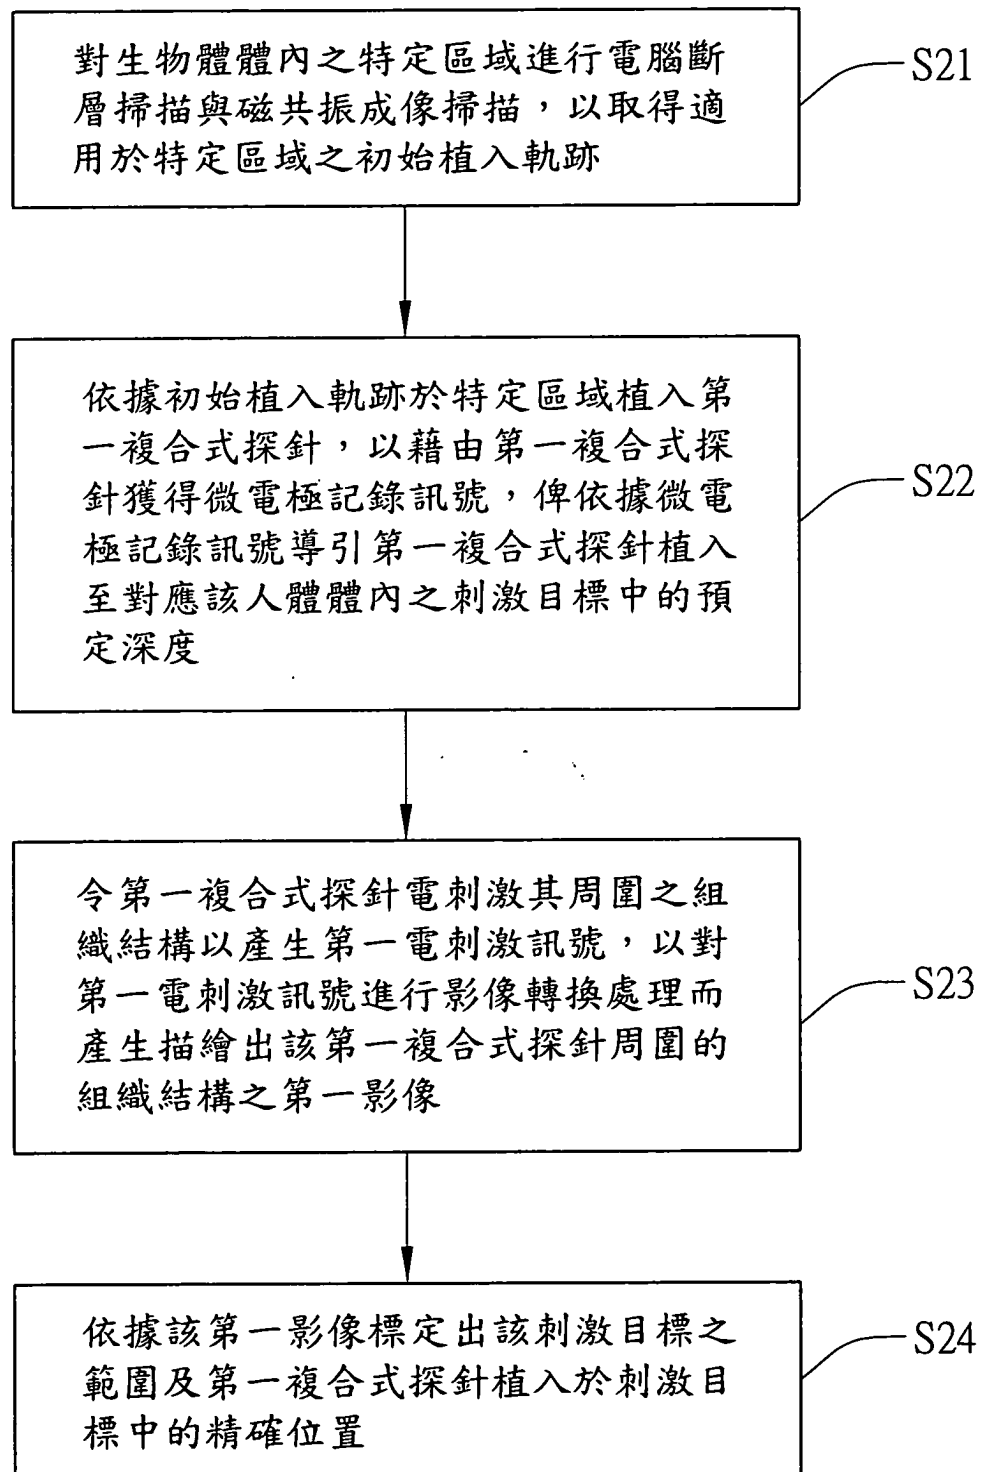 對生物體體內之特定區域進行電腦斷
層掃描與磁共振成像掃描，以取得適
用於特定區域之初始植入軌跡
S21
依據初始植入軌跡於特定區域植入第
一複合式探針，以藉由第一複合式探
針獲得微電極記錄訊號，俾依據微電
極記錄訊號導引第一複合式探針植入
至對應該人體體內之刺激目標中的預
定深度
S22
令第一複合式探針電刺激其周圍之組
織結構以產生第一電刺激訊號，以對
第一電刺激訊號進行影像轉換處理而
產生描繪出該第一複合式探針周圍的
組織結構之第一影像
S23
依據該第一影像標定出該刺激目標之
範圍及第一複合式探針植入於刺激目
標中的精確位置
S24